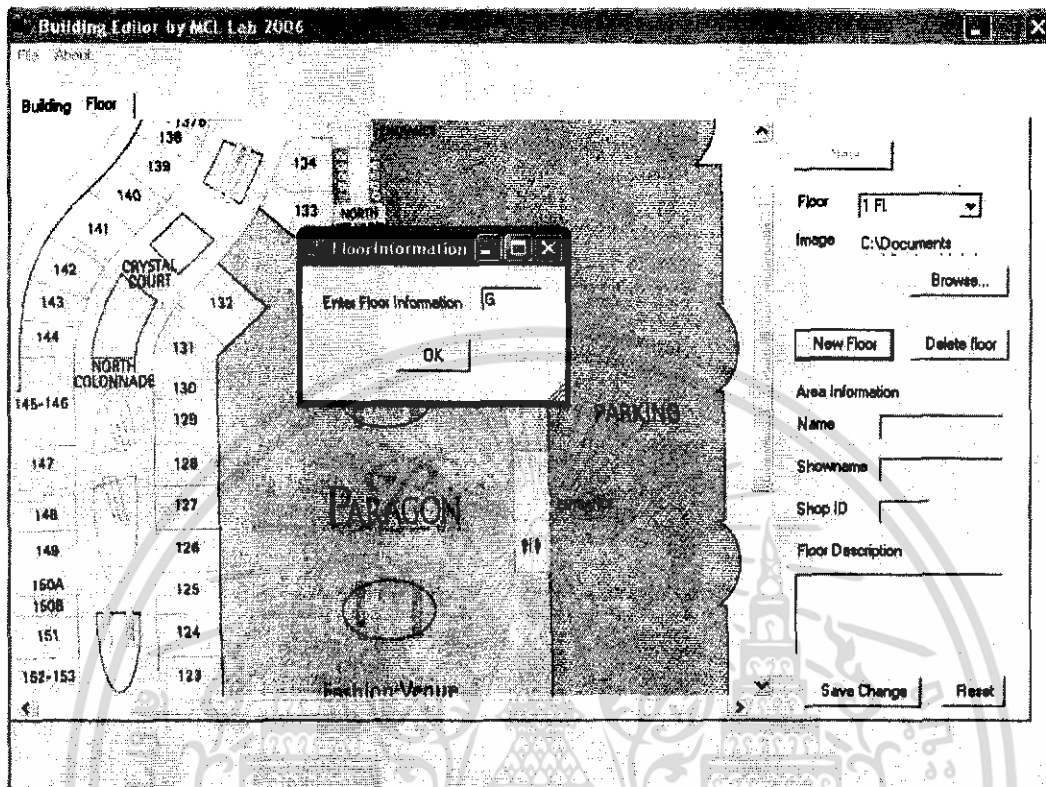 Building Editor by MCL Lab 2006
File About
Building Floor
138
139
140
141
142
143
144
145-146
147
148
149
150A
150B
151
152-153
134
133
132
131
130
129
128
127
126
125
124
123
CRYSTAL
COURT
NORTH
COLONNADE
NORTH
FloorInformation
Enter Floor Information G
OK
PARKING
PARAGON
Fashion Venue
Floor 1 Fl.
Image C:\Documents
Browse...
New Floor Delete floor
Area Information
Name
Showname
Shop ID
Floor Description
Save Change Reset